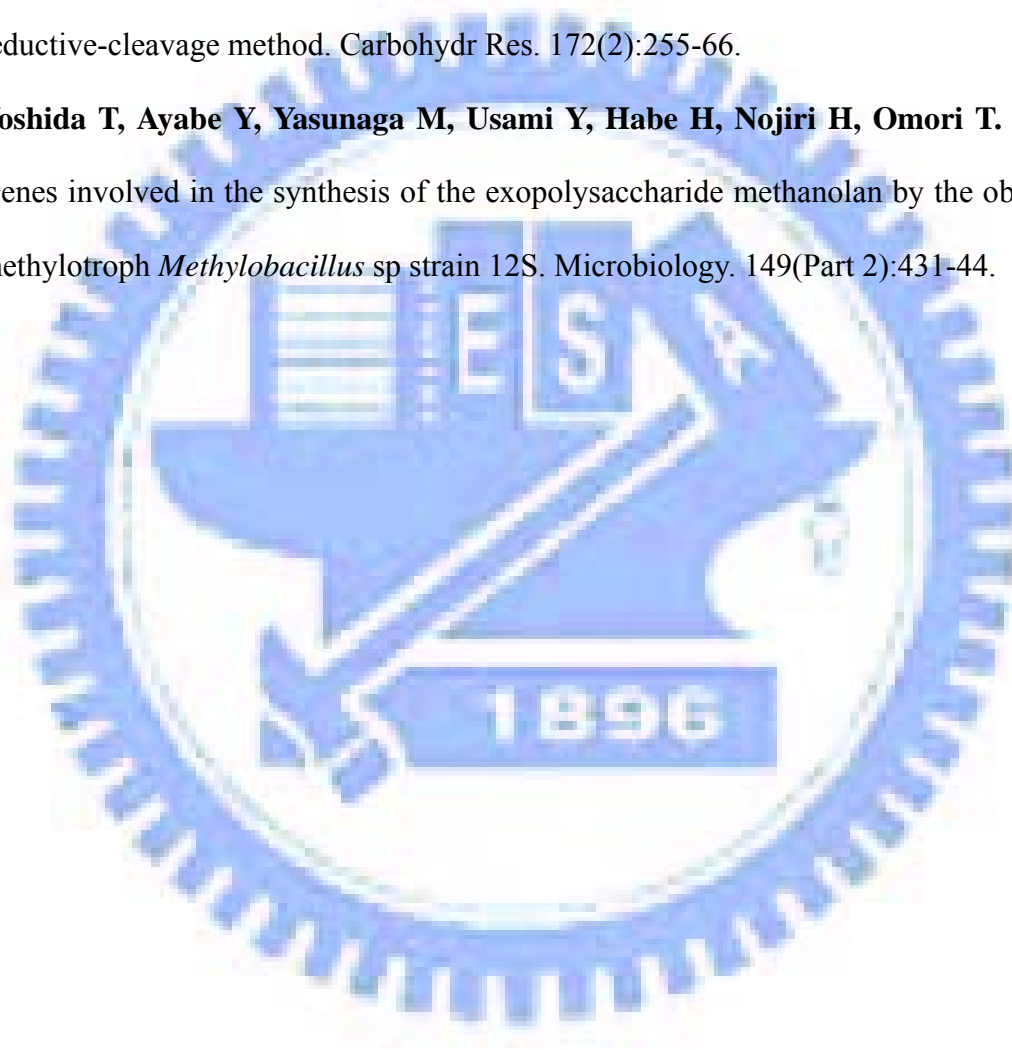 eductive-cleavage method. Carbohydr Res. 172(2):255-66.
oshida T, Ayabe Y, Yasunaga M, Usami Y, Habe H, Nojiri H, Omori T.
enes involved in the synthesis of the exopolysaccharide methanolan by the ob
ethylotroph Methylobacillus sp strain 12S. Microbiology. 149(Part 2):431-44.
E S A
1896